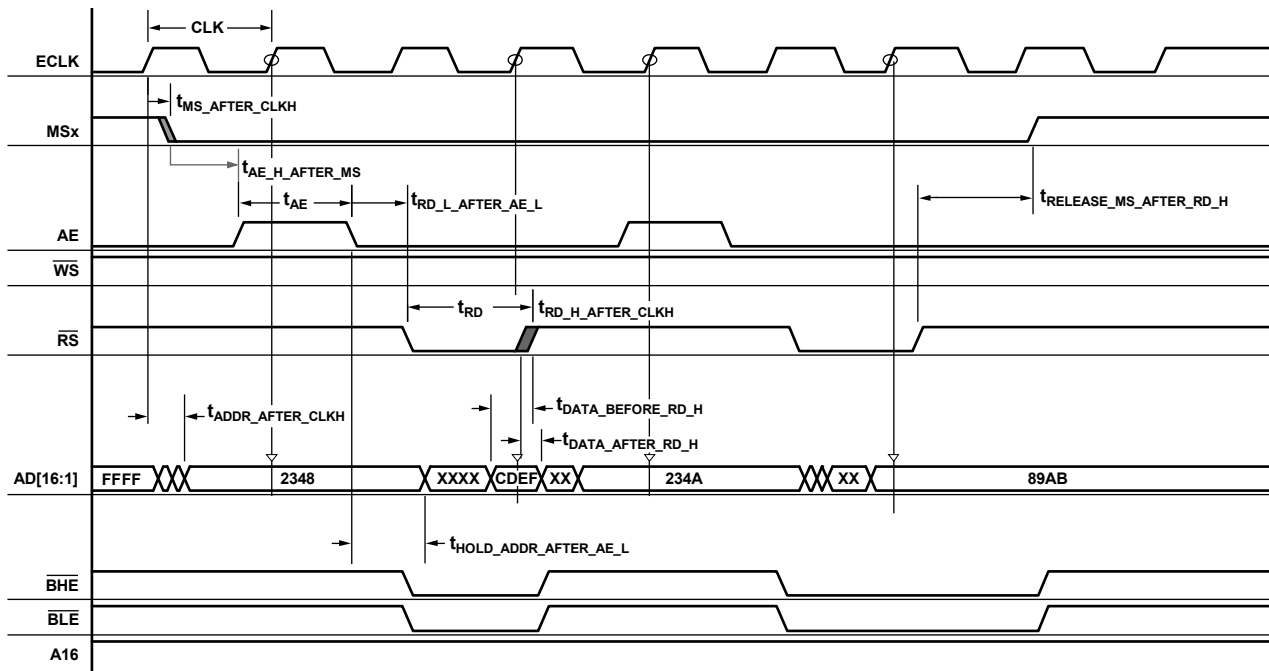 CLK
ECLK
tMS_AFTER_CLKH
MSx
tAE_H_AFTER_MS
tAE
tRD_L_AFTER_AE_L
tRELEASE_MS_AFTER_RD_H
AE
WS
tRD
tRD_H_AFTER_CLKH
RS
tADDR_AFTER_CLKH
tDATA_BEFORE_RD_H
tDATA_AFTER_RD_H
AD[16:1] FFFF 2348 XXXX CDEF XX 234A XX 89AB
tHOLD_ADDR_AFTER_AE_L
BHE
BLE
A16